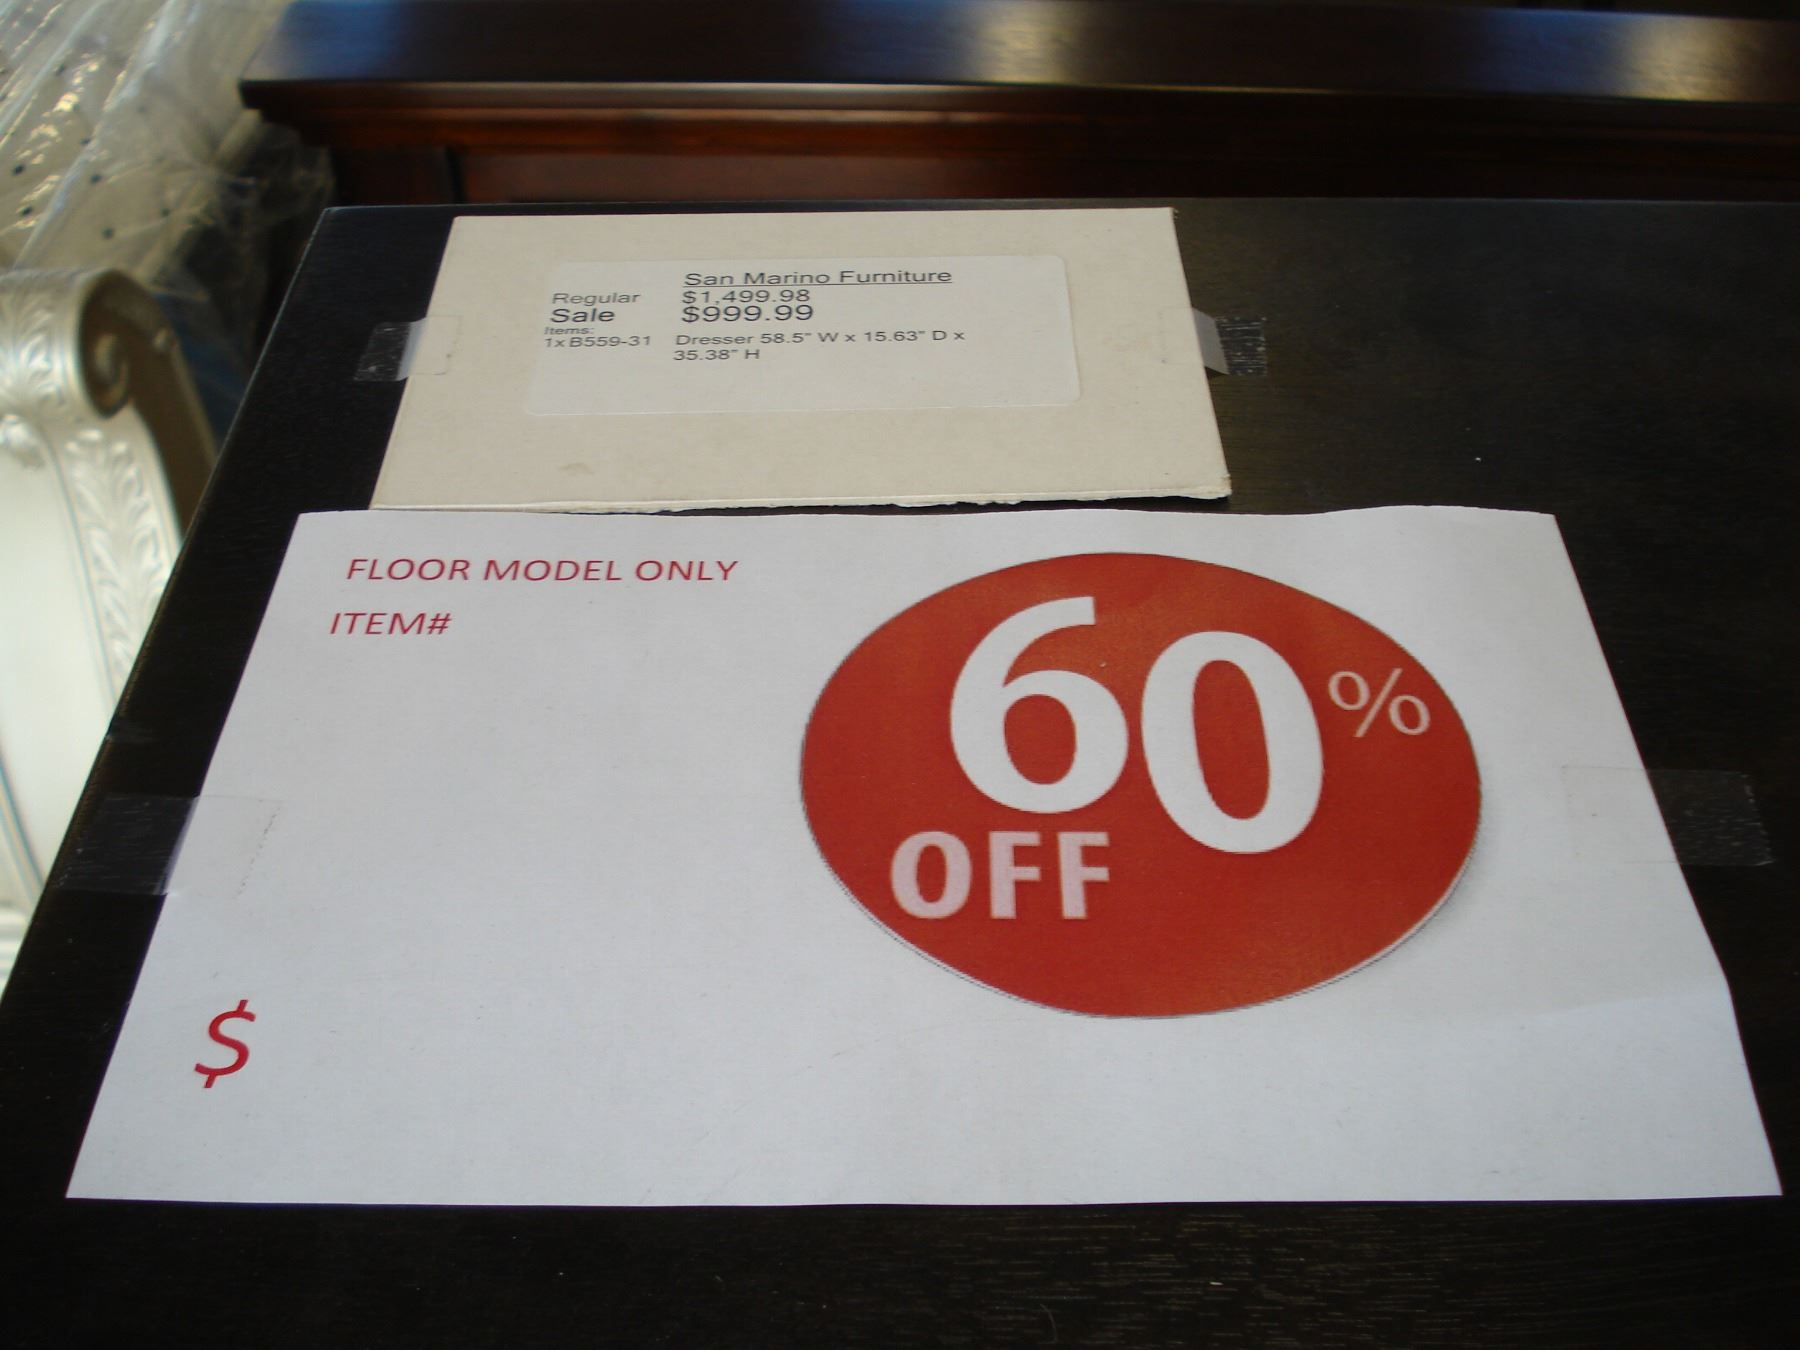 San Marino Furniture
Regular $1,499.98
Sale $999.99
Items:
1x B559-31 Dresser 58.5" W x 15.63" D x
35.38" H
FLOOR MODEL ONLY
ITEM#
60%
OFF
$